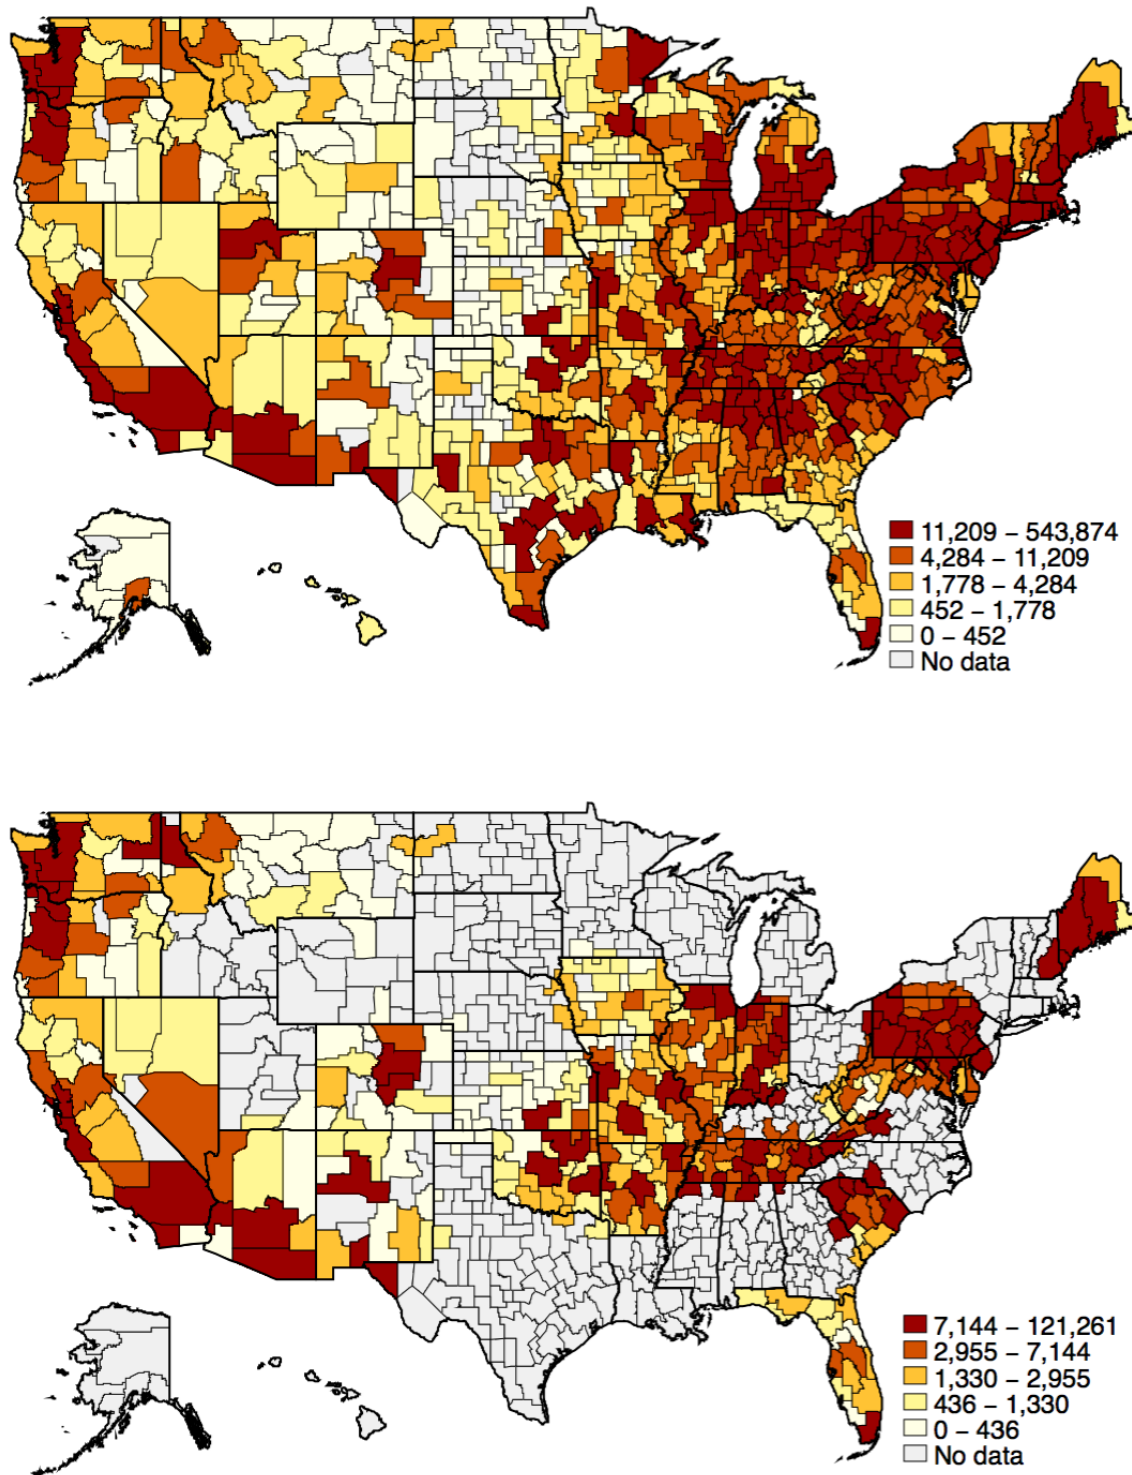 11,209 – 543,874
4,284 – 11,209
1,778 – 4,284
452 – 1,778
0 – 452
No data
7,144 – 121,261
2,955 – 7,144
1,330 – 2,955
436 – 1,330
0 – 436
No data